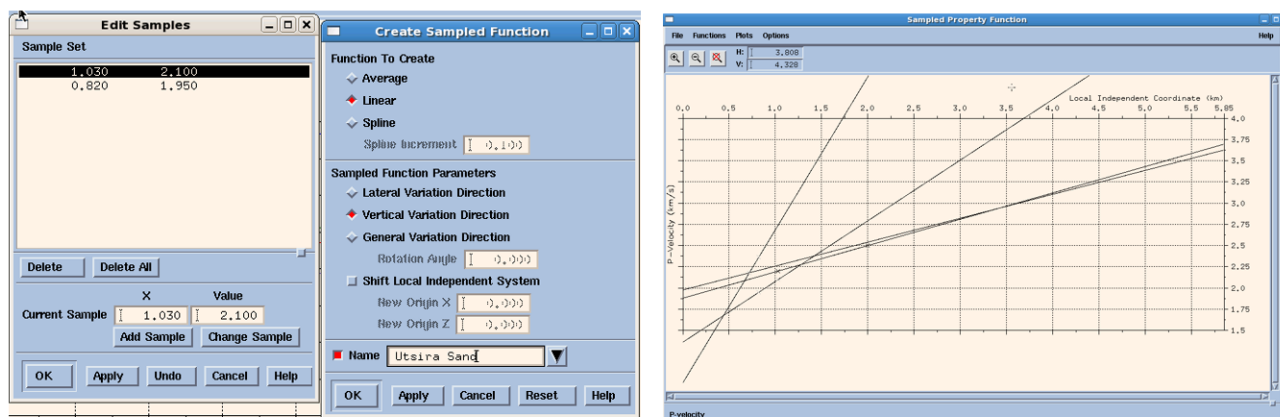 Edit Samples
Sample Set
1.030 2.100
0.820 1.950
Delete Delete All
X Value
Current Sample 1.030 2.100
Add Sample Change Sample
OK Apply Undo Cancel Help
Create Sampled Function
Function To Create
Average
Linear
Spline
Spline Increment 0.100
Sampled Function Parameters
Lateral Variation Direction
Vertical Variation Direction
General Variation Direction
Rotation Angle 0.000
Shift Local Independent System
New Origin X 0.000
New Origin Z 0.000
Name Utsira Sand
OK Apply Cancel Reset Help
Sampled Property Function
File Functions Plots Options Help
H: 3.808
V: 4.328
Local Independent Coordinate (km)
0.0 0.5 1.0 1.5 2.0 2.5 3.0 3.5 4.0 4.5 5.0 5.5 5.85
4.0
3.75
3.5
3.25
3.0
2.75
2.5
2.25
2.0
1.75
1.5
P-Velocity (km/s)
P-velocity